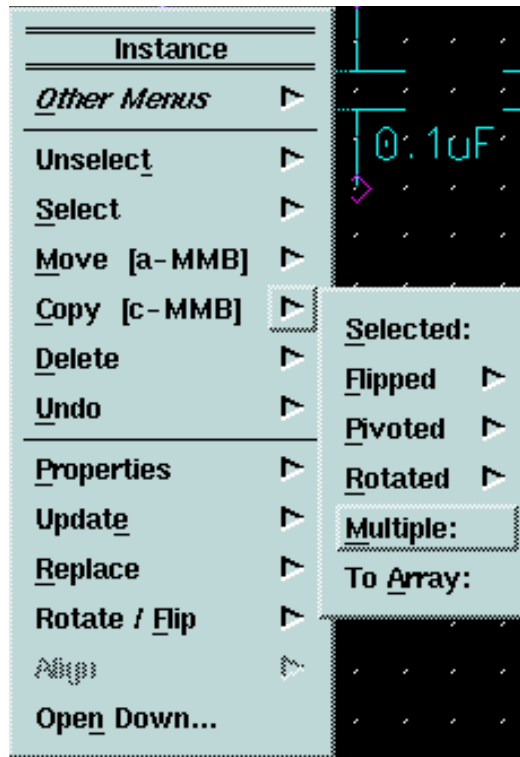 Instance
Other Menus
0.1uF
Unselect
Select
Move [a-MMB]
Copy [c-MMB]
Delete
Undo
Properties
Update
Replace
Rotate / Flip
Align
Open Down...
Selected:
Flipped
Pivoted
Rotated
Multiple:
To Array: